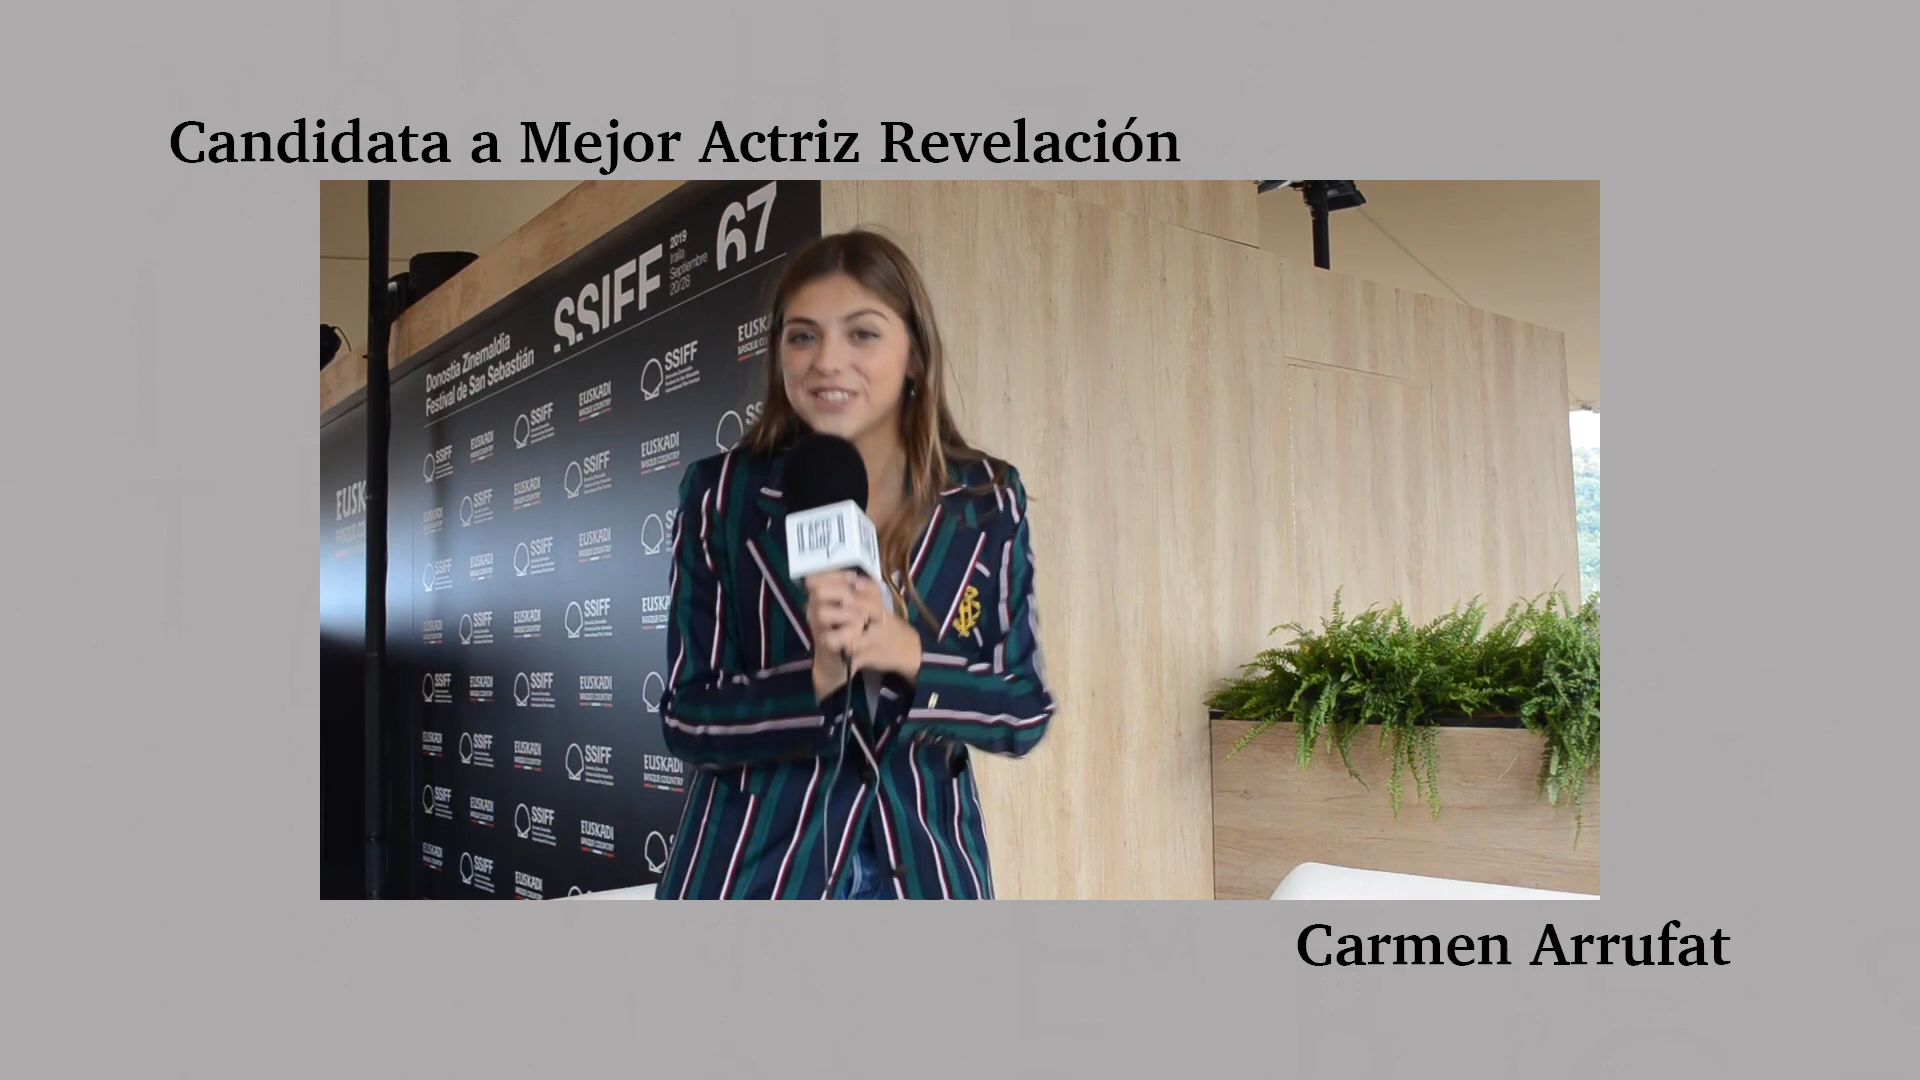 Candidata a Mejor Actriz Revelación
SSIFF
2019
Iraila
Septiembre
20/28
67
Donostia Zinemaldia
Festival de San Sebastián
EUSKADI
BASQUE COUNTRY
SSIFF
Carmen Arrufat